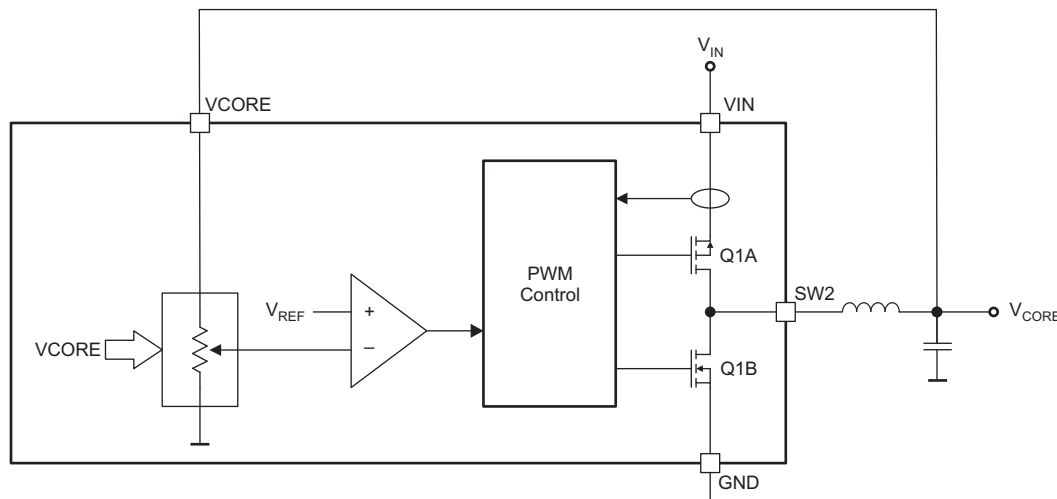 V_IN
VCORE
VIN
Q1A
PWM
Control
SW2
V_REF
+
V_CORE
VCORE
−
Q1B
GND